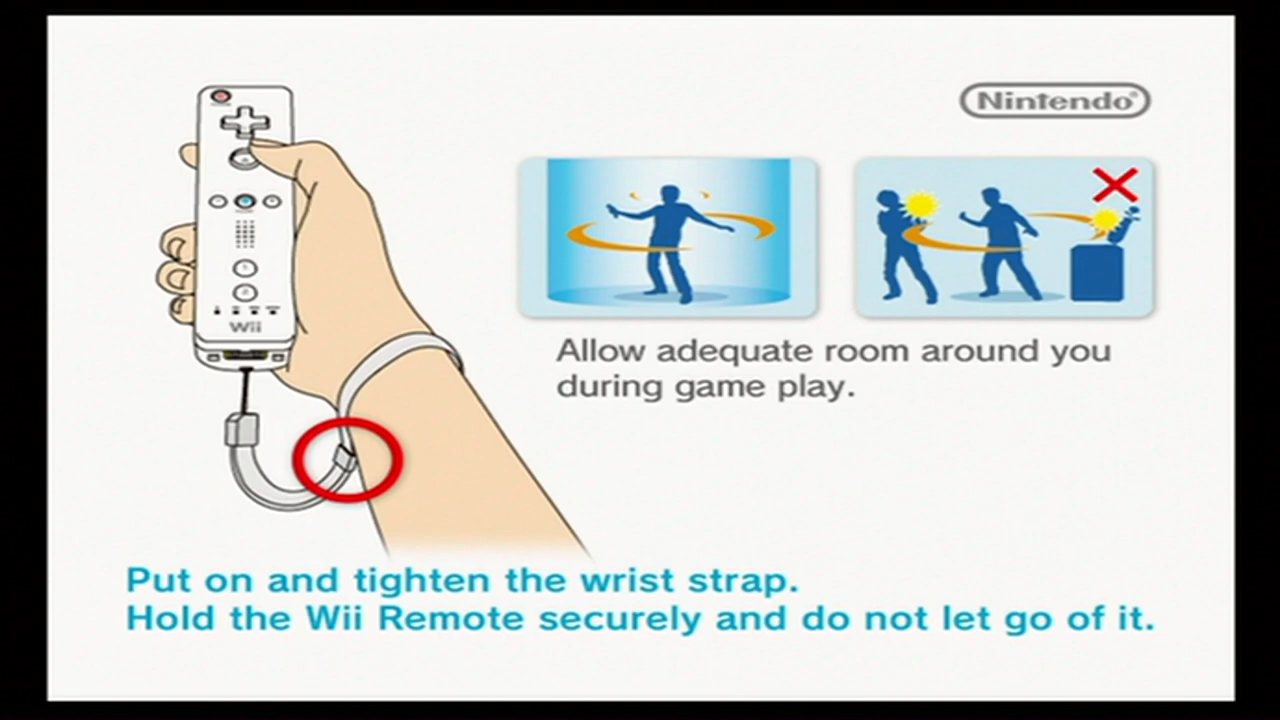 Nintendo®
Wii
Allow adequate room around you
during game play.
Put on and tighten the wrist strap.
Hold the Wii Remote securely and do not let go of it.